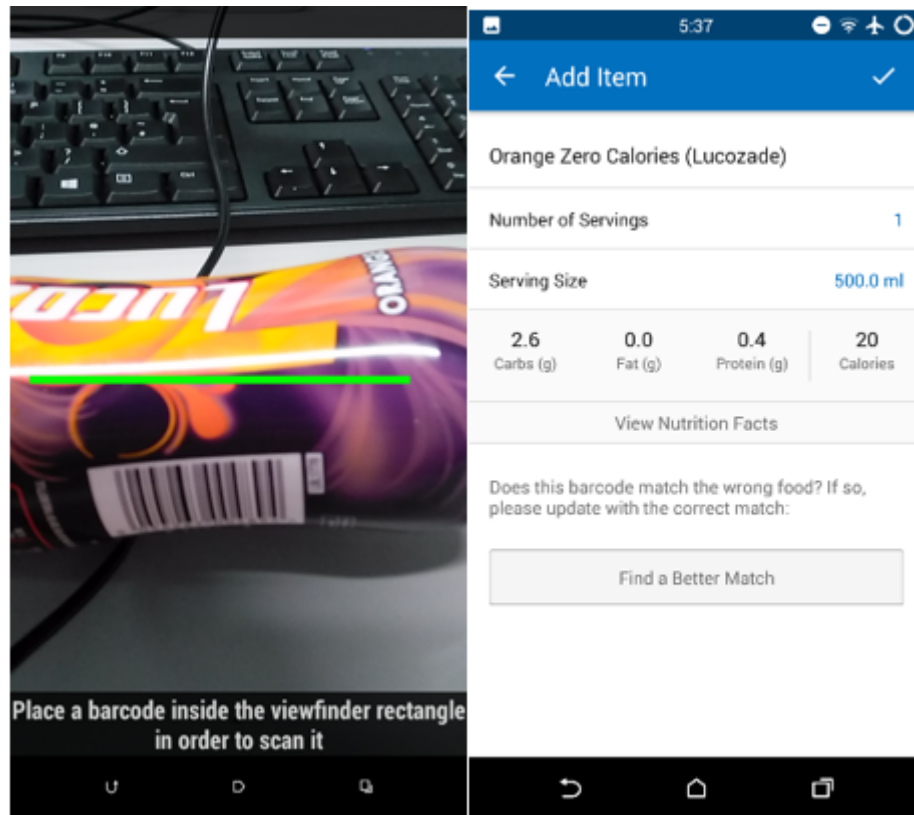 LUCOZ
ORANG
Place a barcode inside the viewfinder rectangle
in order to scan it
5:37
Add Item
Orange Zero Calories (Lucozade)
Number of Servings 1
Serving Size 500.0 ml
2.6 0.0 0.4 20
Carbs (g) Fat (g) Protein (g) Calories
View Nutrition Facts
Does this barcode match the wrong food? If so,
please update with the correct match:
Find a Better Match